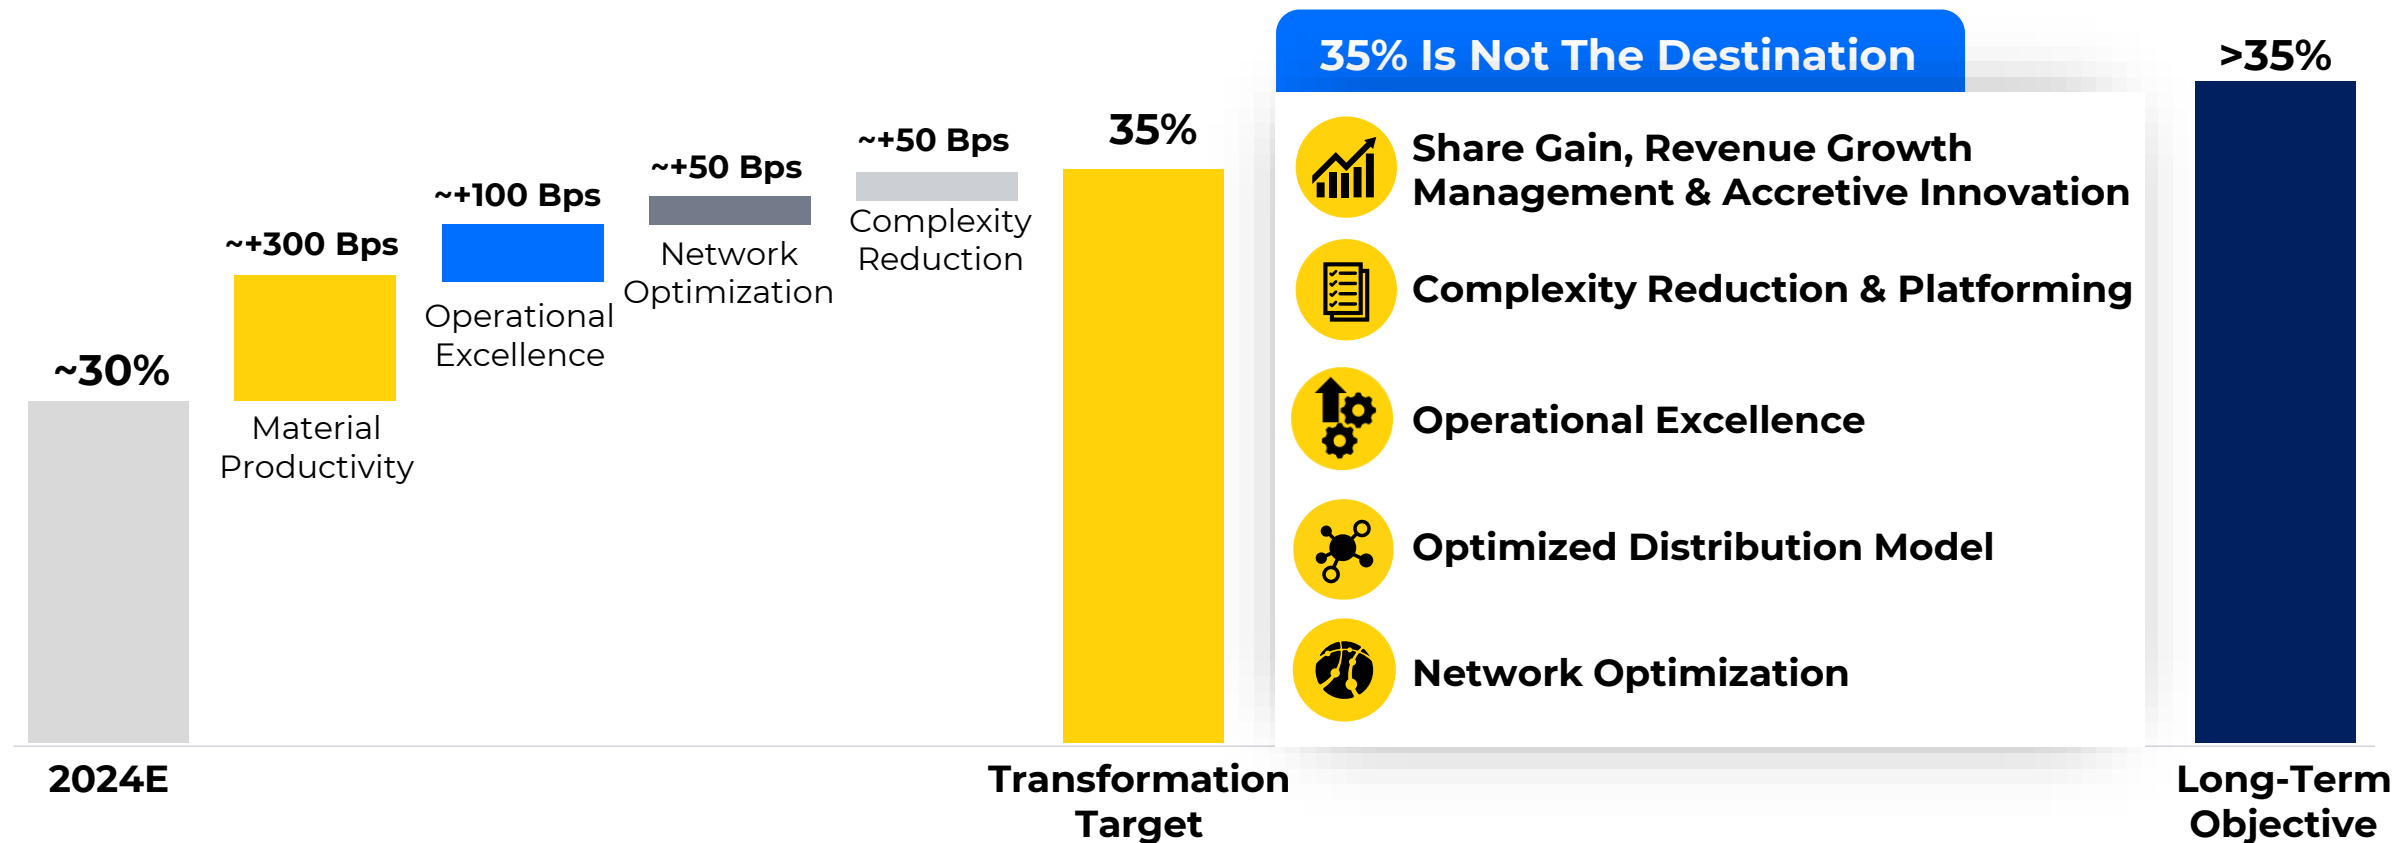 ~30%
2024E
~+300 Bps
Material
Productivity
~+100 Bps
Operational
Excellence
~+50 Bps
Network
Optimization
~+50 Bps
Complexity
Reduction
35%
Transformation
Target
35% Is Not The Destination
Share Gain, Revenue Growth
Management & Accretive Innovation
Complexity Reduction & Platforming
Operational Excellence
Optimized Distribution Model
Network Optimization
>35%
Long-Term
Objective